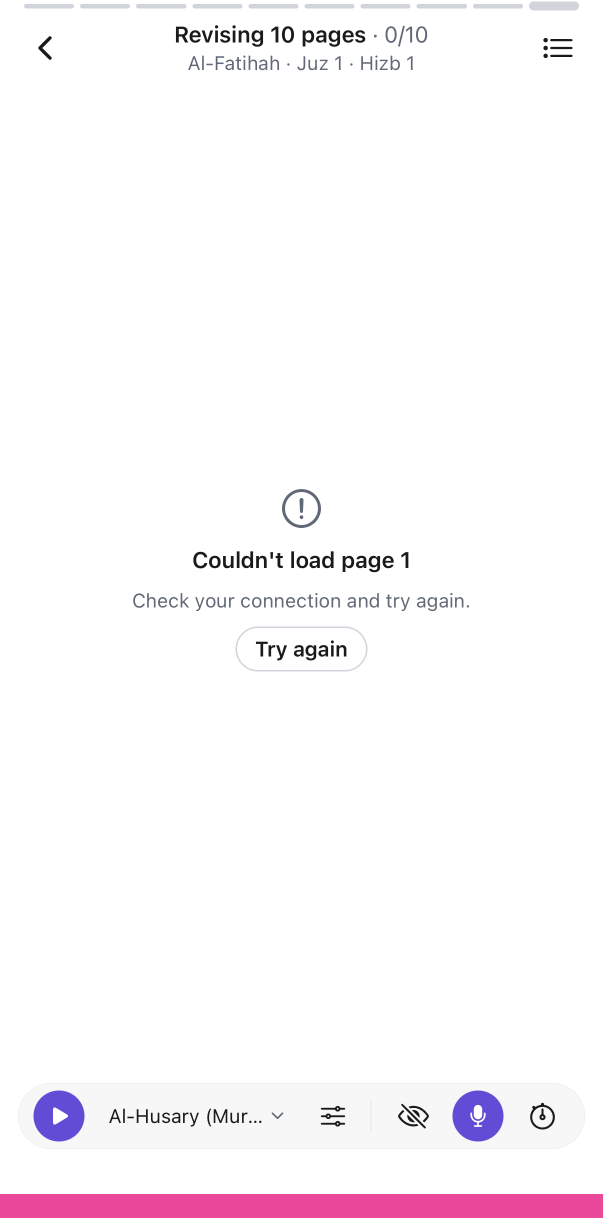 Revising 10 pages · 0/10
Al-Fatihah · Juz 1 · Hizb 1
Couldn't load page 1
Check your connection and try again.
Try again
Al-Husary (Mur...